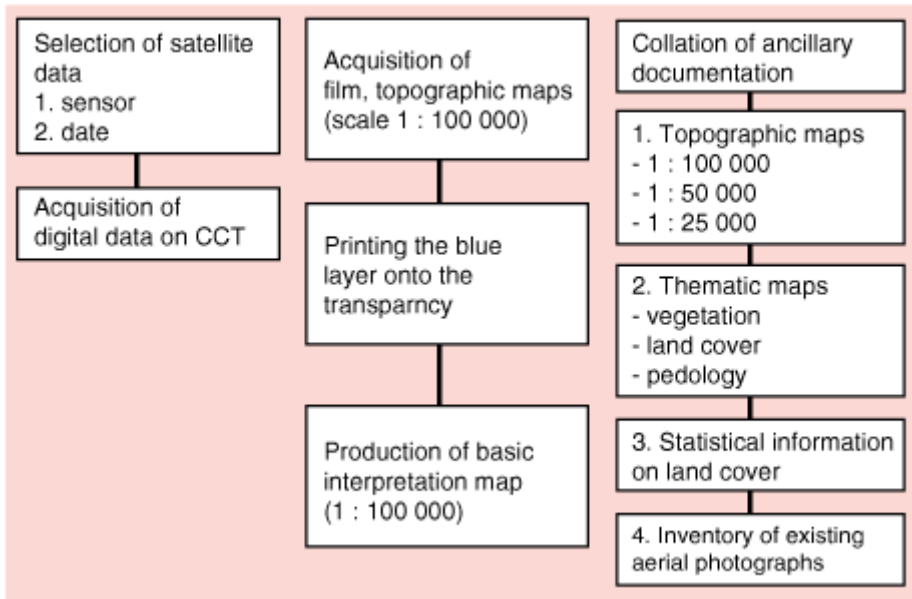 Selection of satellite
data
1. sensor
2. date
Acquisition of
digital data on CCT
Acquisition of
film, topographic maps
(scale 1 : 100 000)
Printing the blue
layer onto the
transparncy
Production of basic
interpretation map
(1 : 100 000)
Collation of ancillary
documentation
1. Topographic maps
- 1 : 100 000
- 1 : 50 000
- 1 : 25 000
2. Thematic maps
- vegetation
- land cover
- pedology
3. Statistical information
on land cover
4. Inventory of existing
aerial photographs